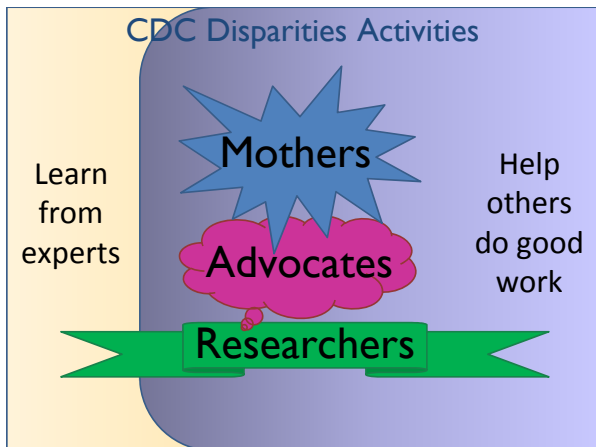 CDC Disparities Activities
Mothers
Learn
from
experts
Advocates
Help
others
do good
work
Researchers